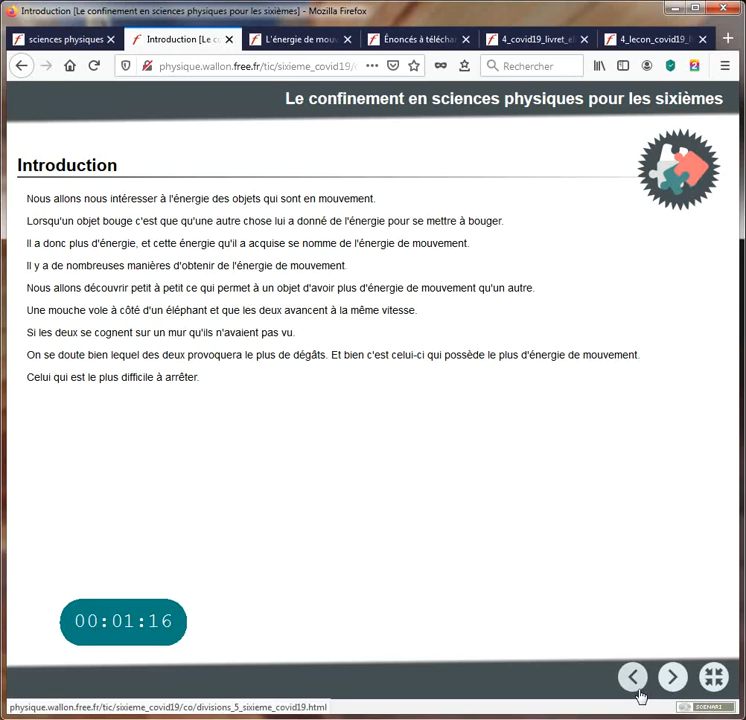 Introduction [Le confinement en sciences physiques pour les sixièmes] - Mozilla Firefox
sciences physiques
Introduction [Le co
L'énergie de mou
Énoncés à téléchar
4_covid19_livret_el
4_lecon_covid19_l
physique.wallon.free.fr/tic/sixieme_covid19/
Rechercher
Le confinement en sciences physiques pour les sixièmes
Introduction
Nous allons nous intéresser à l'énergie des objets qui sont en mouvement.
Lorsqu'un objet bouge c'est que qu'une autre chose lui a donné de l'énergie pour se mettre à bouger.
Il a donc plus d'énergie, et cette énergie qu'il a acquise se nomme de l'énergie de mouvement.
Il y a de nombreuses manières d'obtenir de l'énergie de mouvement.
Nous allons découvrir petit à petit ce qui permet à un objet d'avoir plus d'énergie de mouvement qu'un autre.
Une mouche vole à côté d'un éléphant et que les deux avancent à la même vitesse.
Si les deux se cognent sur un mur qu'ils n'avaient pas vu.
On se doute bien lequel des deux provoquera le plus de dégâts. Et bien c'est celui-ci qui possède le plus d'énergie de mouvement.
Celui qui est le plus difficile à arrêter.
00:01:16
physique.wallon.free.fr/tic/sixieme_covid19/co/divisions_5_sixieme_covid19.html
SCENARI